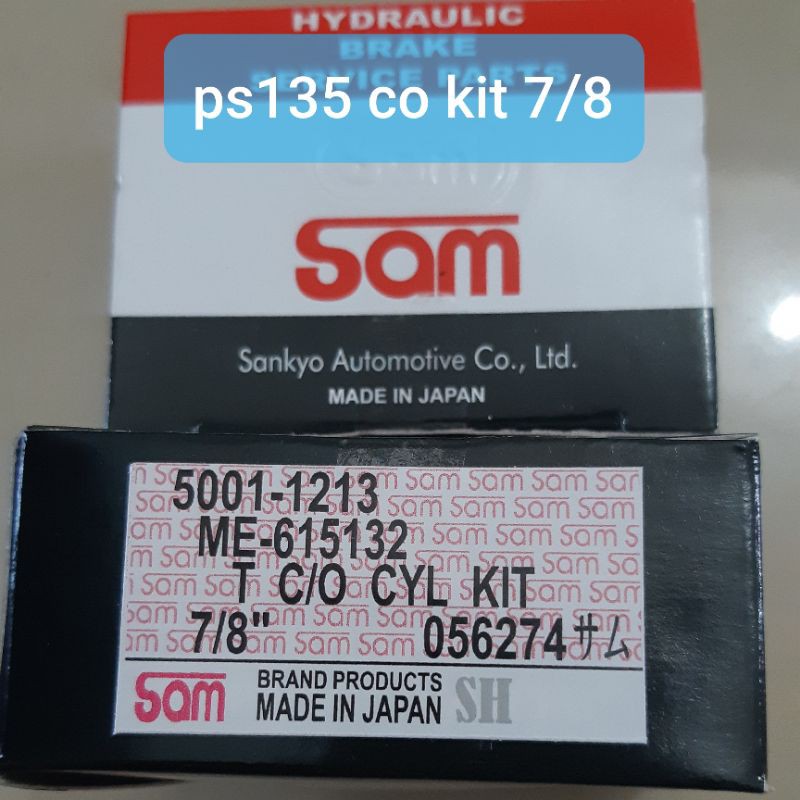 HYDRAULIC
BRAKE
SERVICE PARTS
ps135 co kit 7/8
Sam
Sam
Sankyo Automotive Co., Ltd.
MADE IN JAPAN
5001-1213
ME-615132
T C/O CYL KIT
7/8" 056274サム
Sam BRAND PRODUCTS
MADE IN JAPAN SH